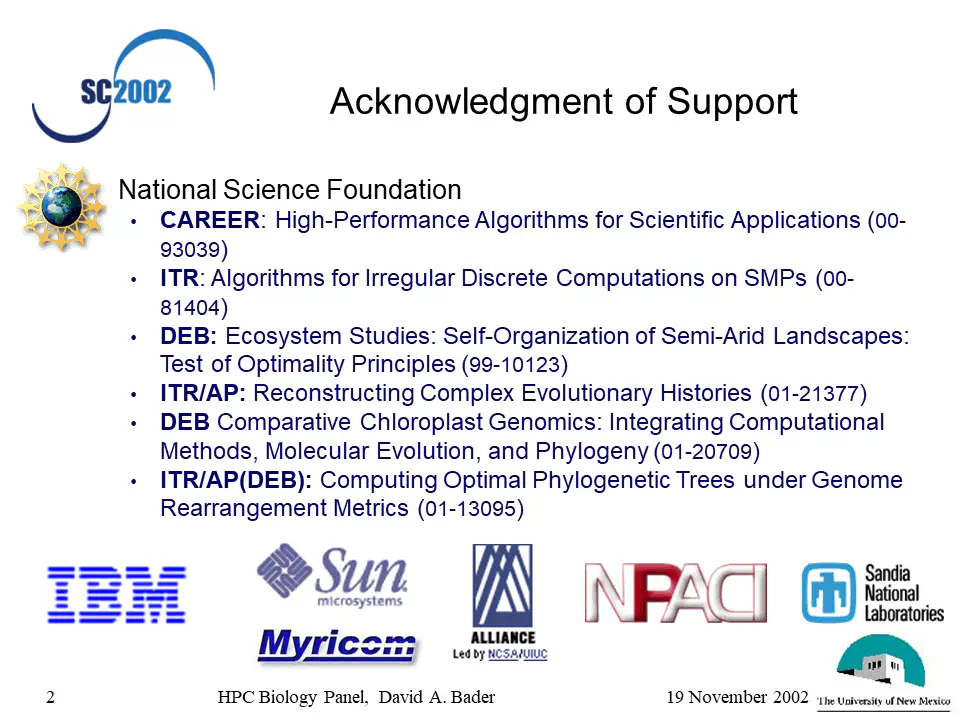 SC2002
Acknowledgment of Support
National Science Foundation
• CAREER: High-Performance Algorithms for Scientific Applications (00-
93039)
• ITR: Algorithms for Irregular Discrete Computations on SMPs (00-
81404)
• DEB: Ecosystem Studies: Self-Organization of Semi-Arid Landscapes:
Test of Optimality Principles (99-10123)
• ITR/AP: Reconstructing Complex Evolutionary Histories (01-21377)
• DEB Comparative Chloroplast Genomics: Integrating Computational
Methods, Molecular Evolution, and Phylogeny (01-20709)
• ITR/AP(DEB): Computing Optimal Phylogenetic Trees under Genome
Rearrangement Metrics (01-13095)
IBM
Sun
microsystems
Myricom
ALLIANCE
Led by NCSA/UIUC
NPACI
Sandia
National
Laboratories
The University of New Mexico
2
HPC Biology Panel, David A. Bader
19 November 2002